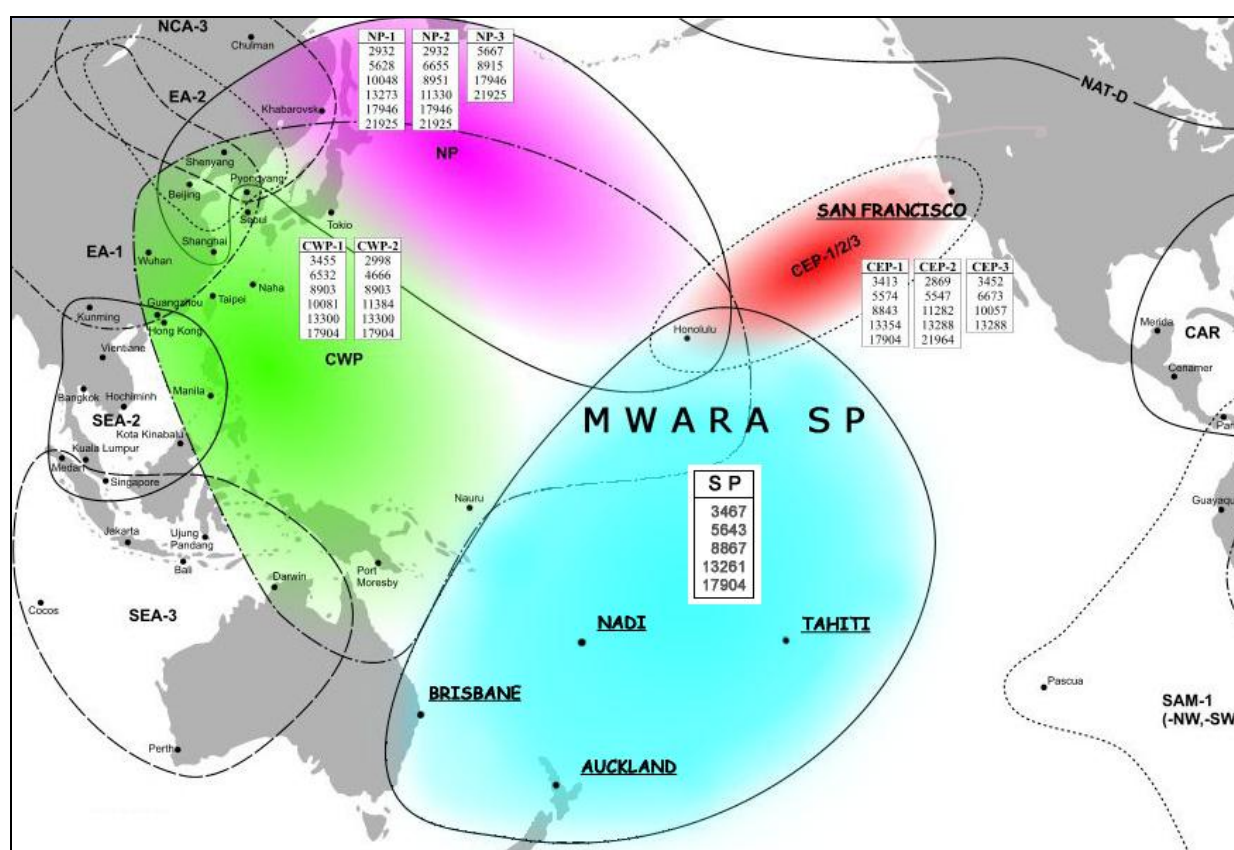 NCA-3
Chulman
EA-2
Khabarovsk
NP-1 NP-2 NP-3
2932 2932 5667
5628 6655 8915
10048 8951 17946
13273 11330 21925
17946 17946
21925 21925
NP
NAT-D
Shenyang
Pyongyang
Beijing
Seoul
Tokio
SAN FRANCISCO
Shanghai
EA-1
Wuhan
CWP-1 CWP-2
3455 2998
6532 4666
8903 8903
10081 11384
13300 13300
17904 17904
CEP-1/2/3
CEP-1 CEP-2 CEP-3
3413 2869 3452
5574 5547 6673
8843 11282 10057
13354 13288 13288
17904 21964
Naha
Taipei
Guangzhou
Kunming
Hong Kong
Honolulu
Merida
CAR
Vientiane
CWP
Cenamer
Bangkok
Hochiminh
Manila
SEA-2
MWARA SP
Pan
Kota Kinabalu
Kuala Lumpur
Medan
Singapore
SP
3467
5643
8867
13261
17904
Nauru
Guayaqu
Jakarta
Ujung
Pandang
Bali
Port
Moresby
Darwin
Cocos
SEA-3
NADI
TAHITI
Pascua
BRISBANE
SAM-1
(-NW,-SW
Perth
AUCKLAND